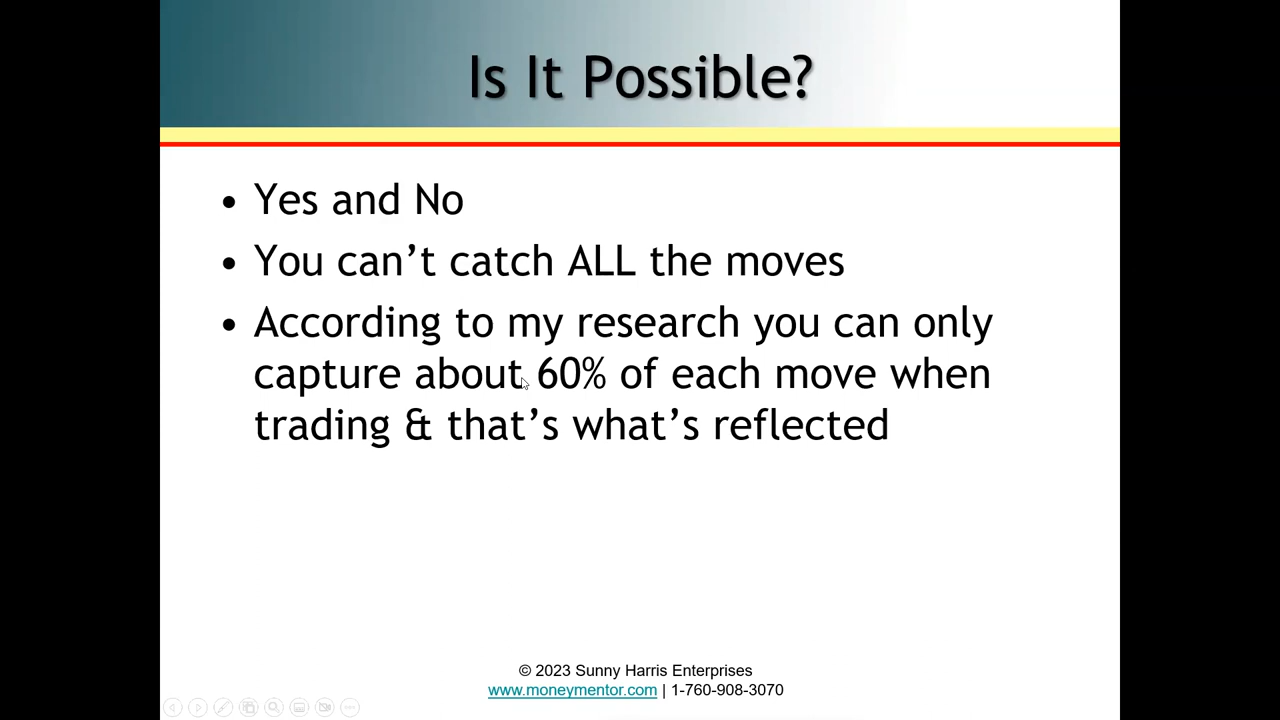 Is It Possible?
• Yes and No
• You can’t catch ALL the moves
• According to my research you can only
capture about 60% of each move when
trading & that’s what’s reflected
© 2023 Sunny Harris Enterprises
www.moneymentor.com | 1-760-908-3070